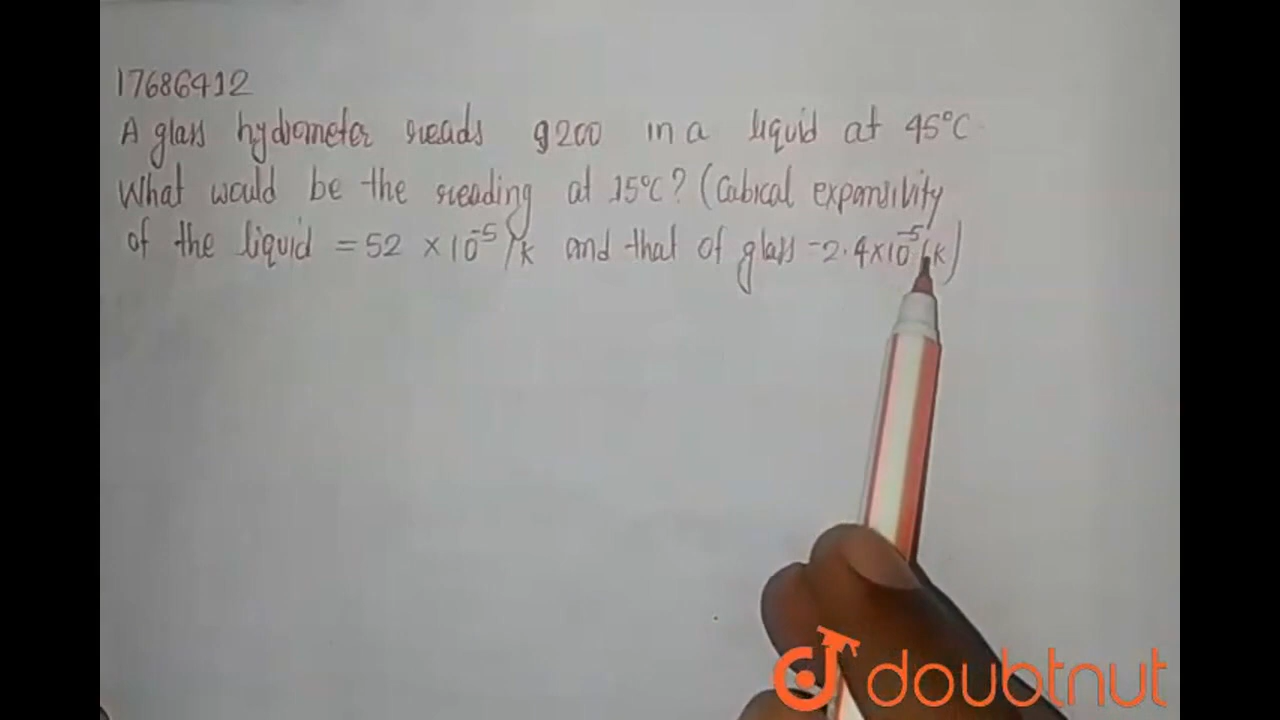 17686412
A glass hydrometer reads 9200 in a liquid at 45°C
What would be the reading at 15°C? (Cubical expansivity
of the liquid = 52 × 10⁻⁵/k and that of glass = 2.4×10⁻⁵/k)
doubtnut